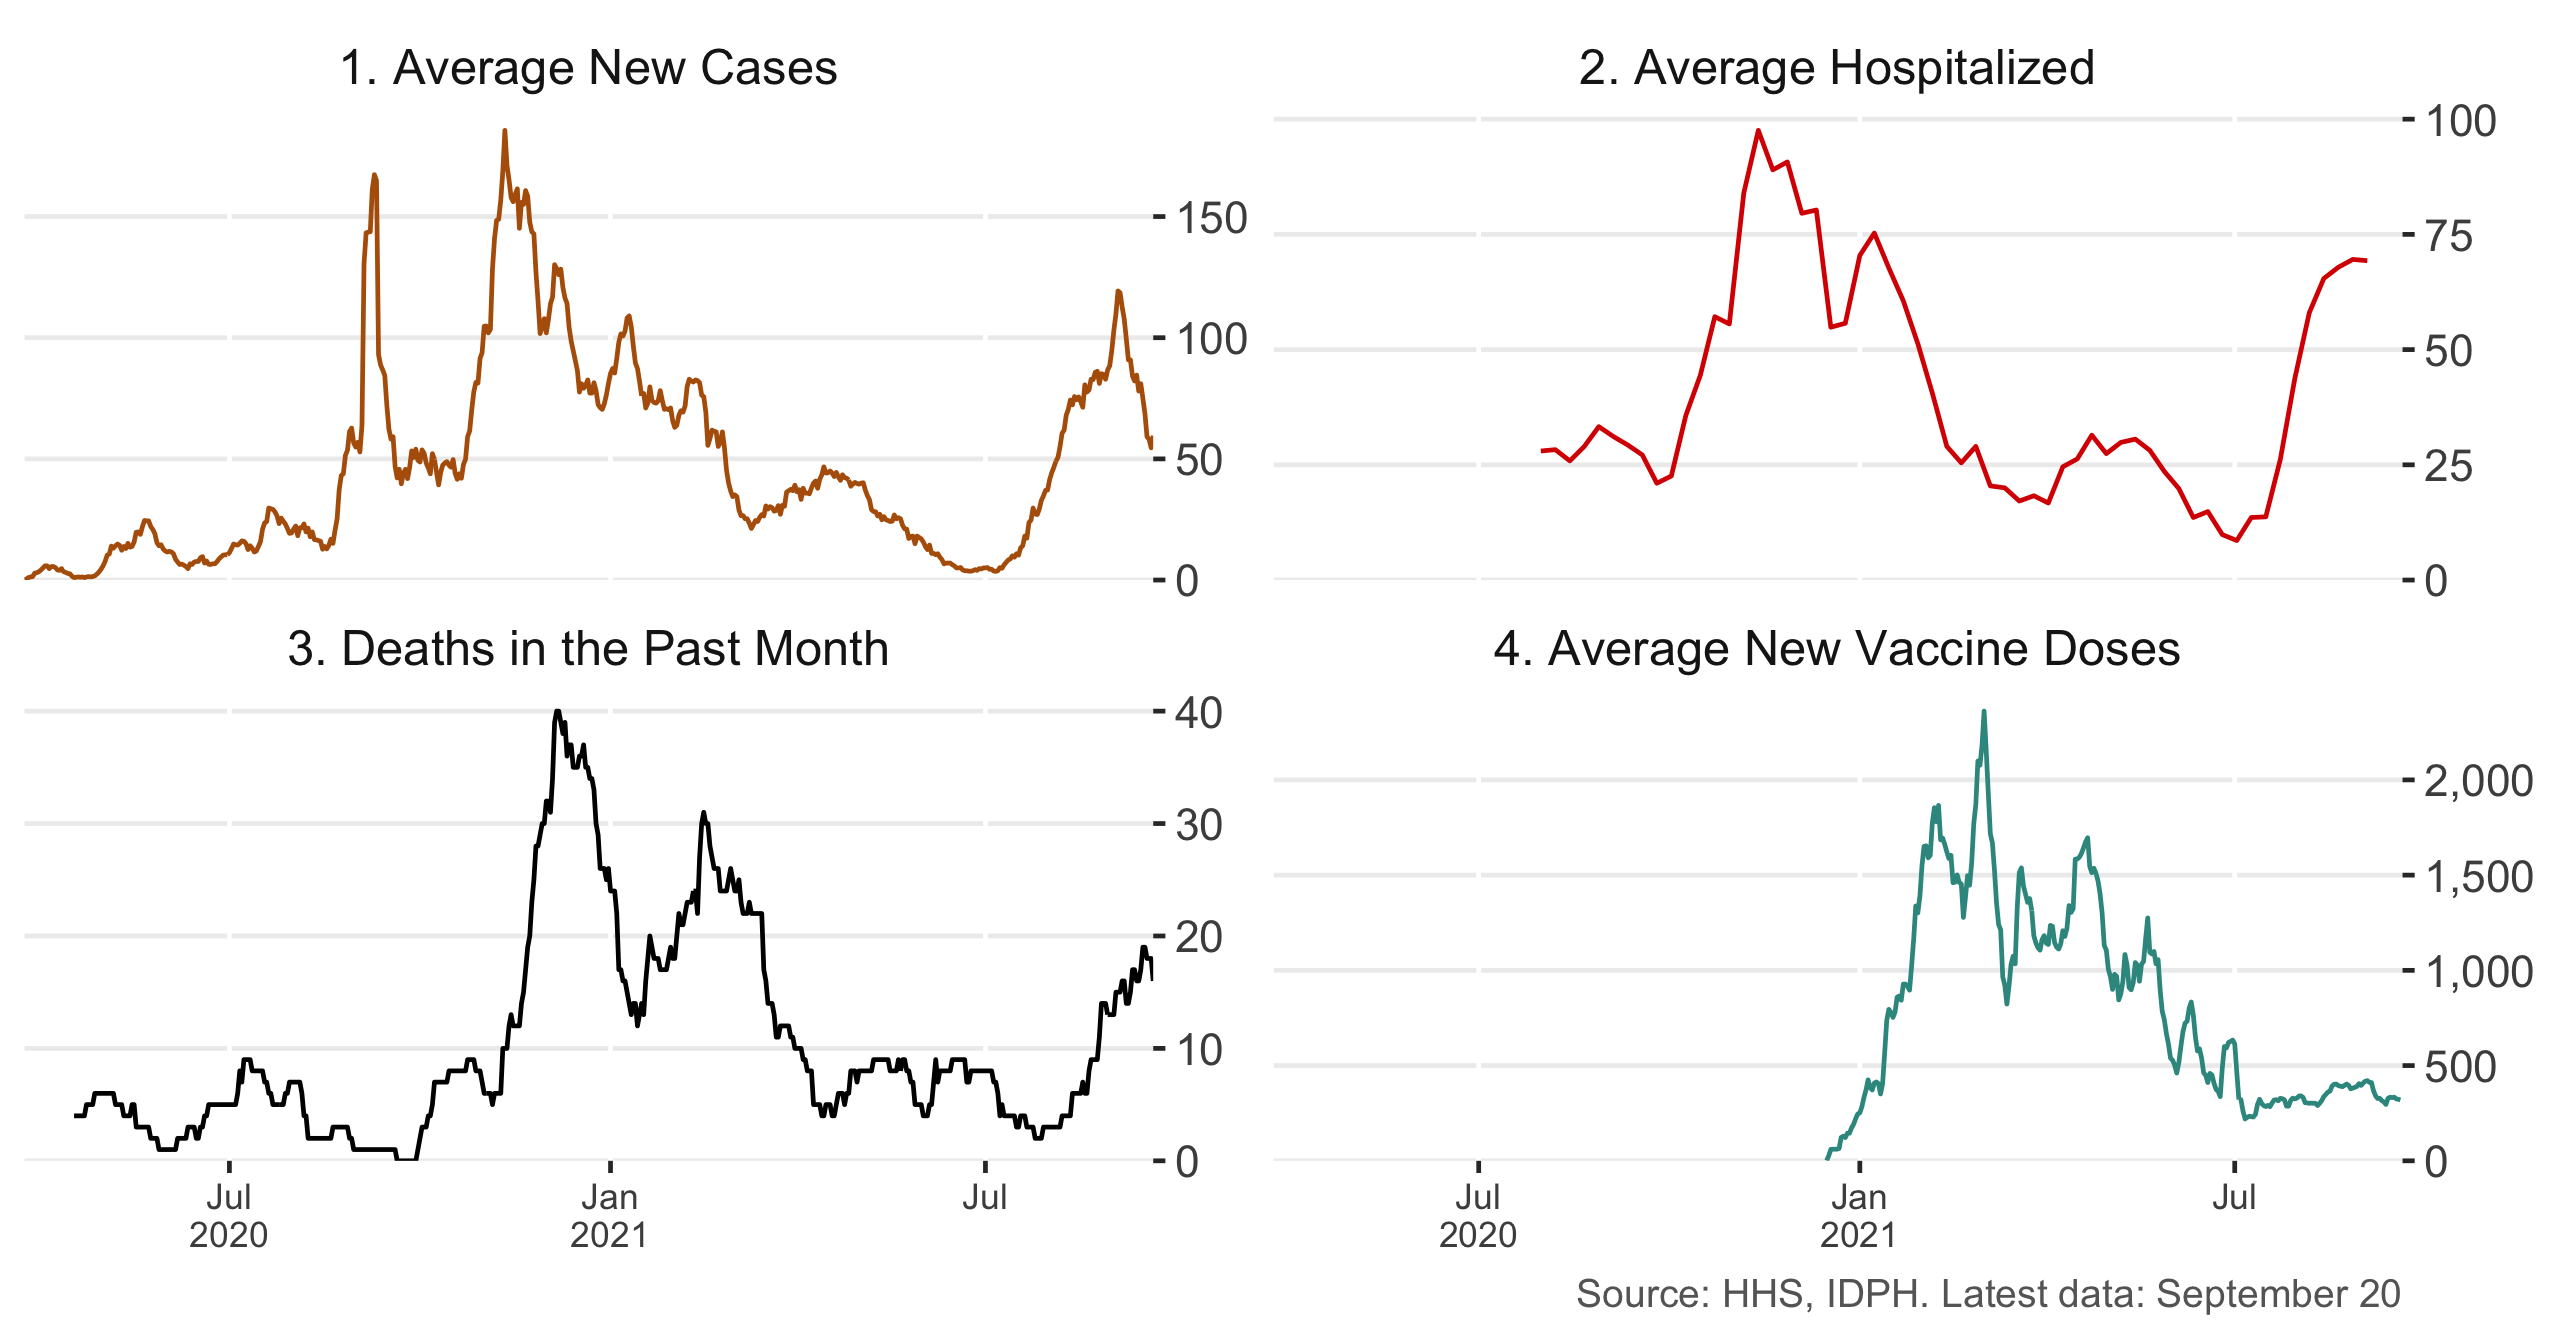 1. Average New Cases
150
100
50
0
2. Average Hospitalized
100
75
50
25
0
3. Deaths in the Past Month
40
30
20
10
0
Jul
2020
Jan
2021
Jul
4. Average New Vaccine Doses
2,000
1,500
1,000
500
0
Jul
2020
Jan
2021
Jul
Source: HHS, IDPH. Latest data: September 20